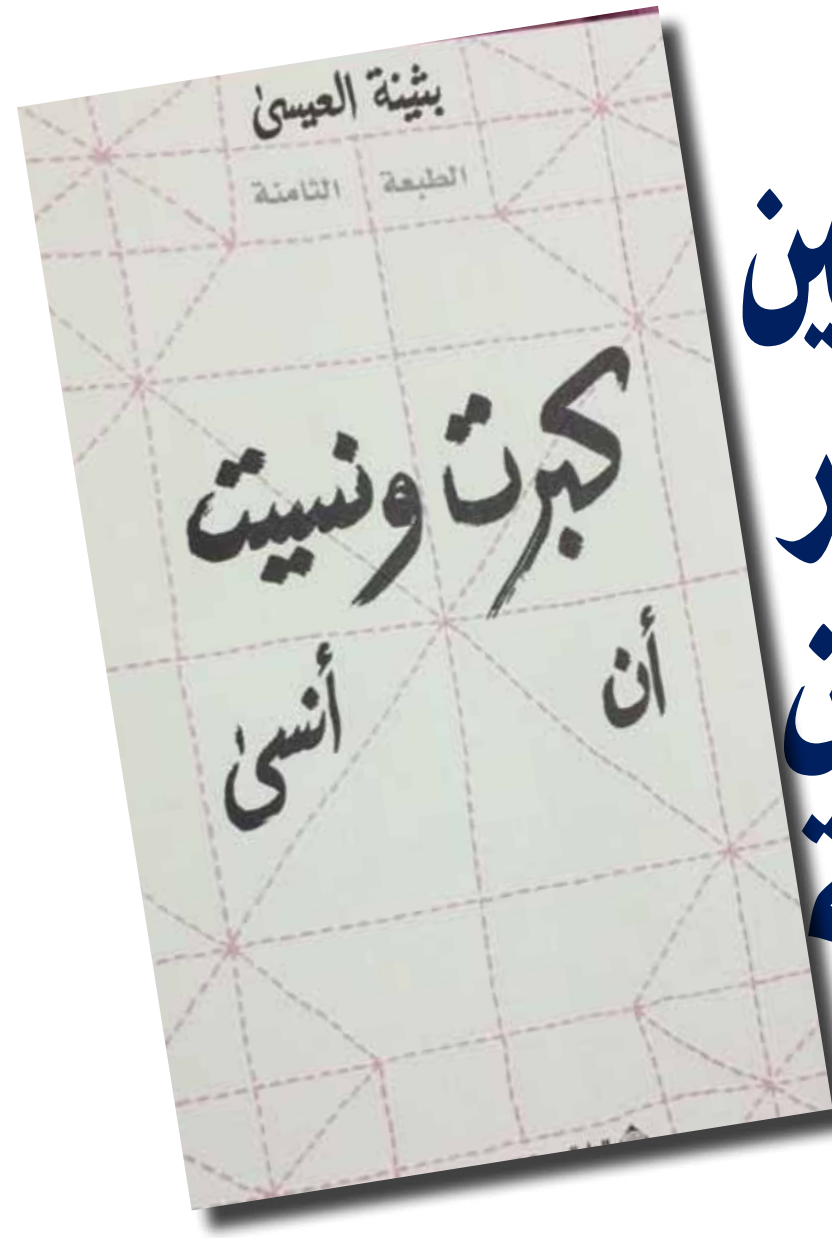 بثينة العيسىٰ
الطبعة الثامنة
كبرت ونسيت
أن أنسىٰ